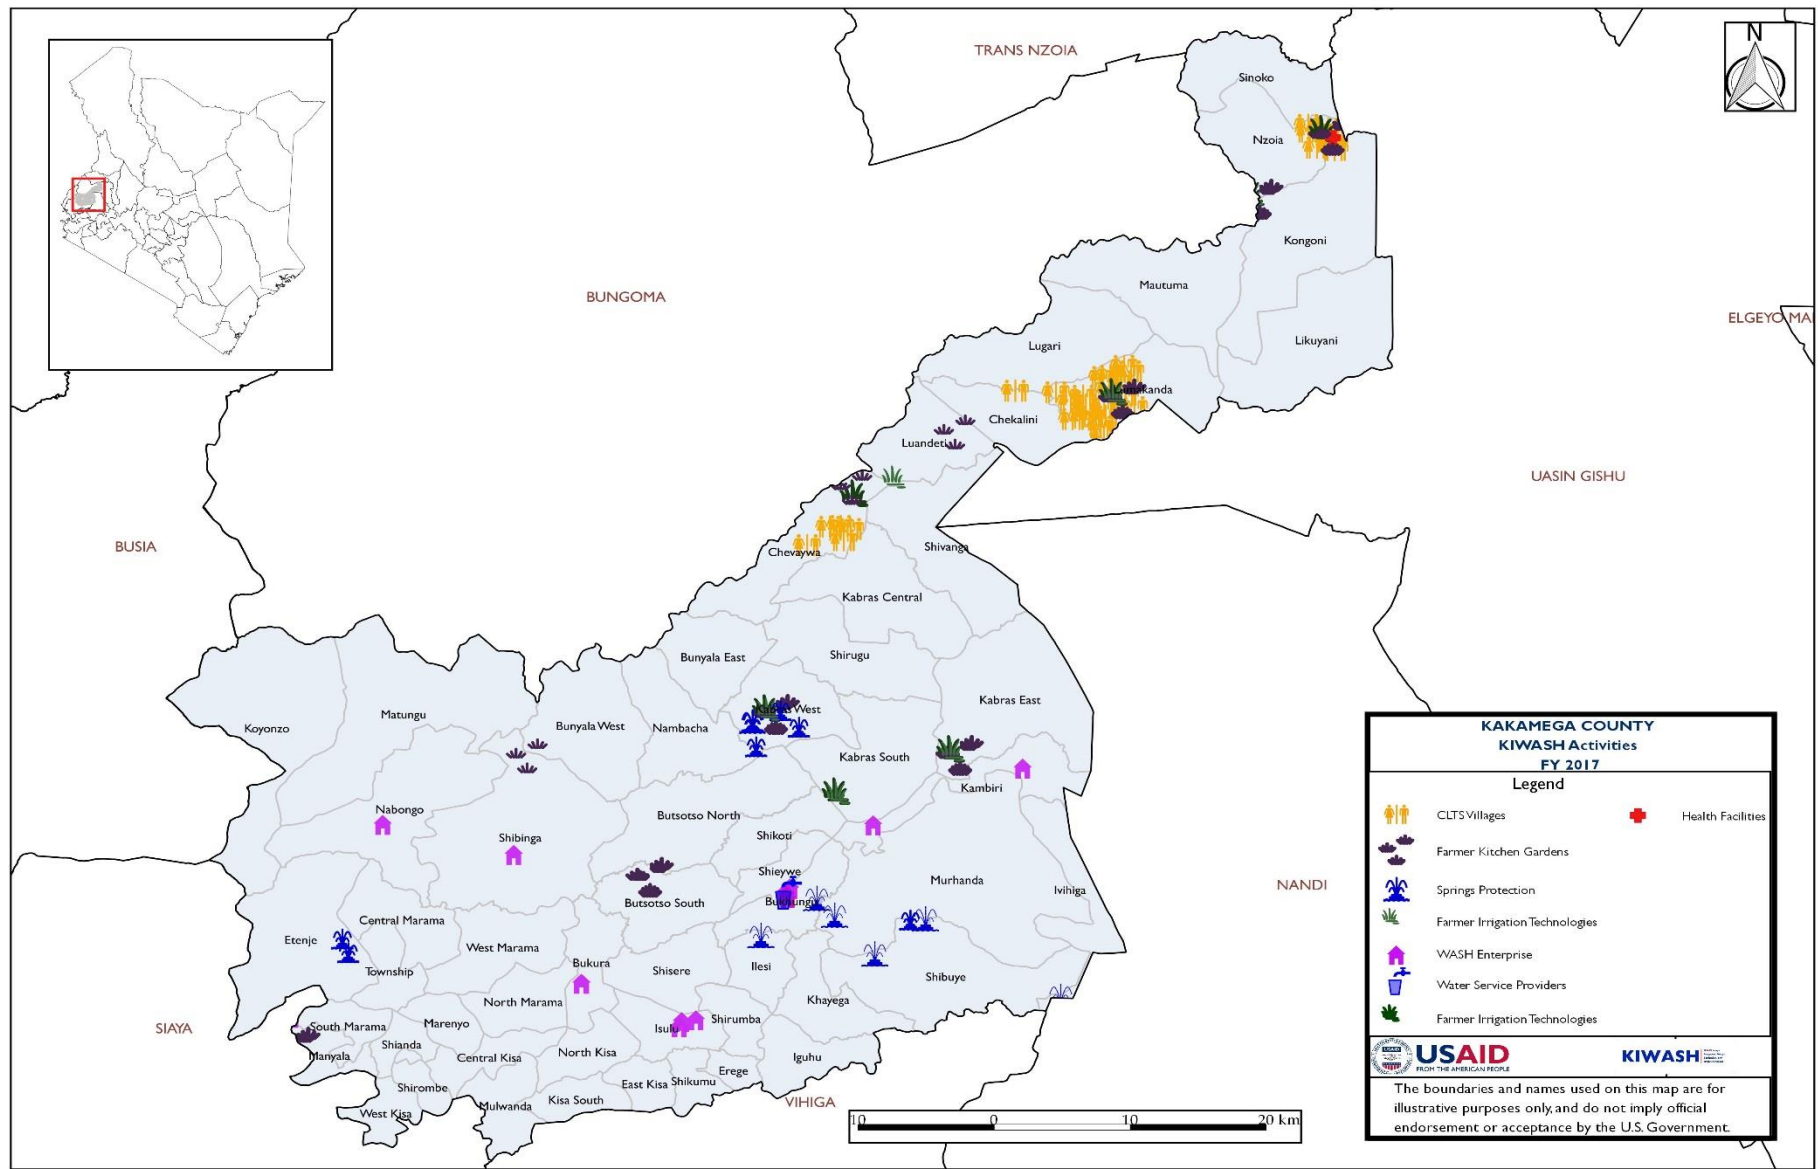 TRANS NZOIA
N
Sinoko
Nzoia
Kongoni
Mautuma
BUNGOMA
ELGEYO MA
Likuyani
Lugari
Chekalini
Luandeti
UASIN GISHU
BUSIA
Chevaywa
Shivanga
Kabras Central
Bunyala East
Shirugu
Kabras East
Matungu
Koyonzo
Bunyala West
Nambacha
Kabras South
Kambiri
Nabongo
Butsotso North
Shibinga
Shikoti
Shieywe
Murhanda
NANDI
Ivihiga
Butsotso South
Central Marama
Etenje
West Marama
Township
Bukura
Shisere
Ilesi
Shibuye
North Marama
Khayega
SIAYA
South Marama
Marenyo
Isulu
Shirumba
Manyala
Shianda
Central Kisa
North Kisa
Iguhu
Erege
Shirombe
East Kisa
Shikumu
West Kisa
Mulwanda
Kisa South
VIHIGA
10
0
10
20 km
KAKAMEGA COUNTY
KIWASH Activities
FY 2017
Legend
CLTS Villages
Health Facilities
Farmer Kitchen Gardens
Springs Protection
Farmer Irrigation Technologies
WASH Enterprise
Water Service Providers
Farmer Irrigation Technologies
USAID
FROM THE AMERICAN PEOPLE
KIWASH
The boundaries and names used on this map are for
illustrative purposes only, and do not imply official
endorsement or acceptance by the U.S. Government.